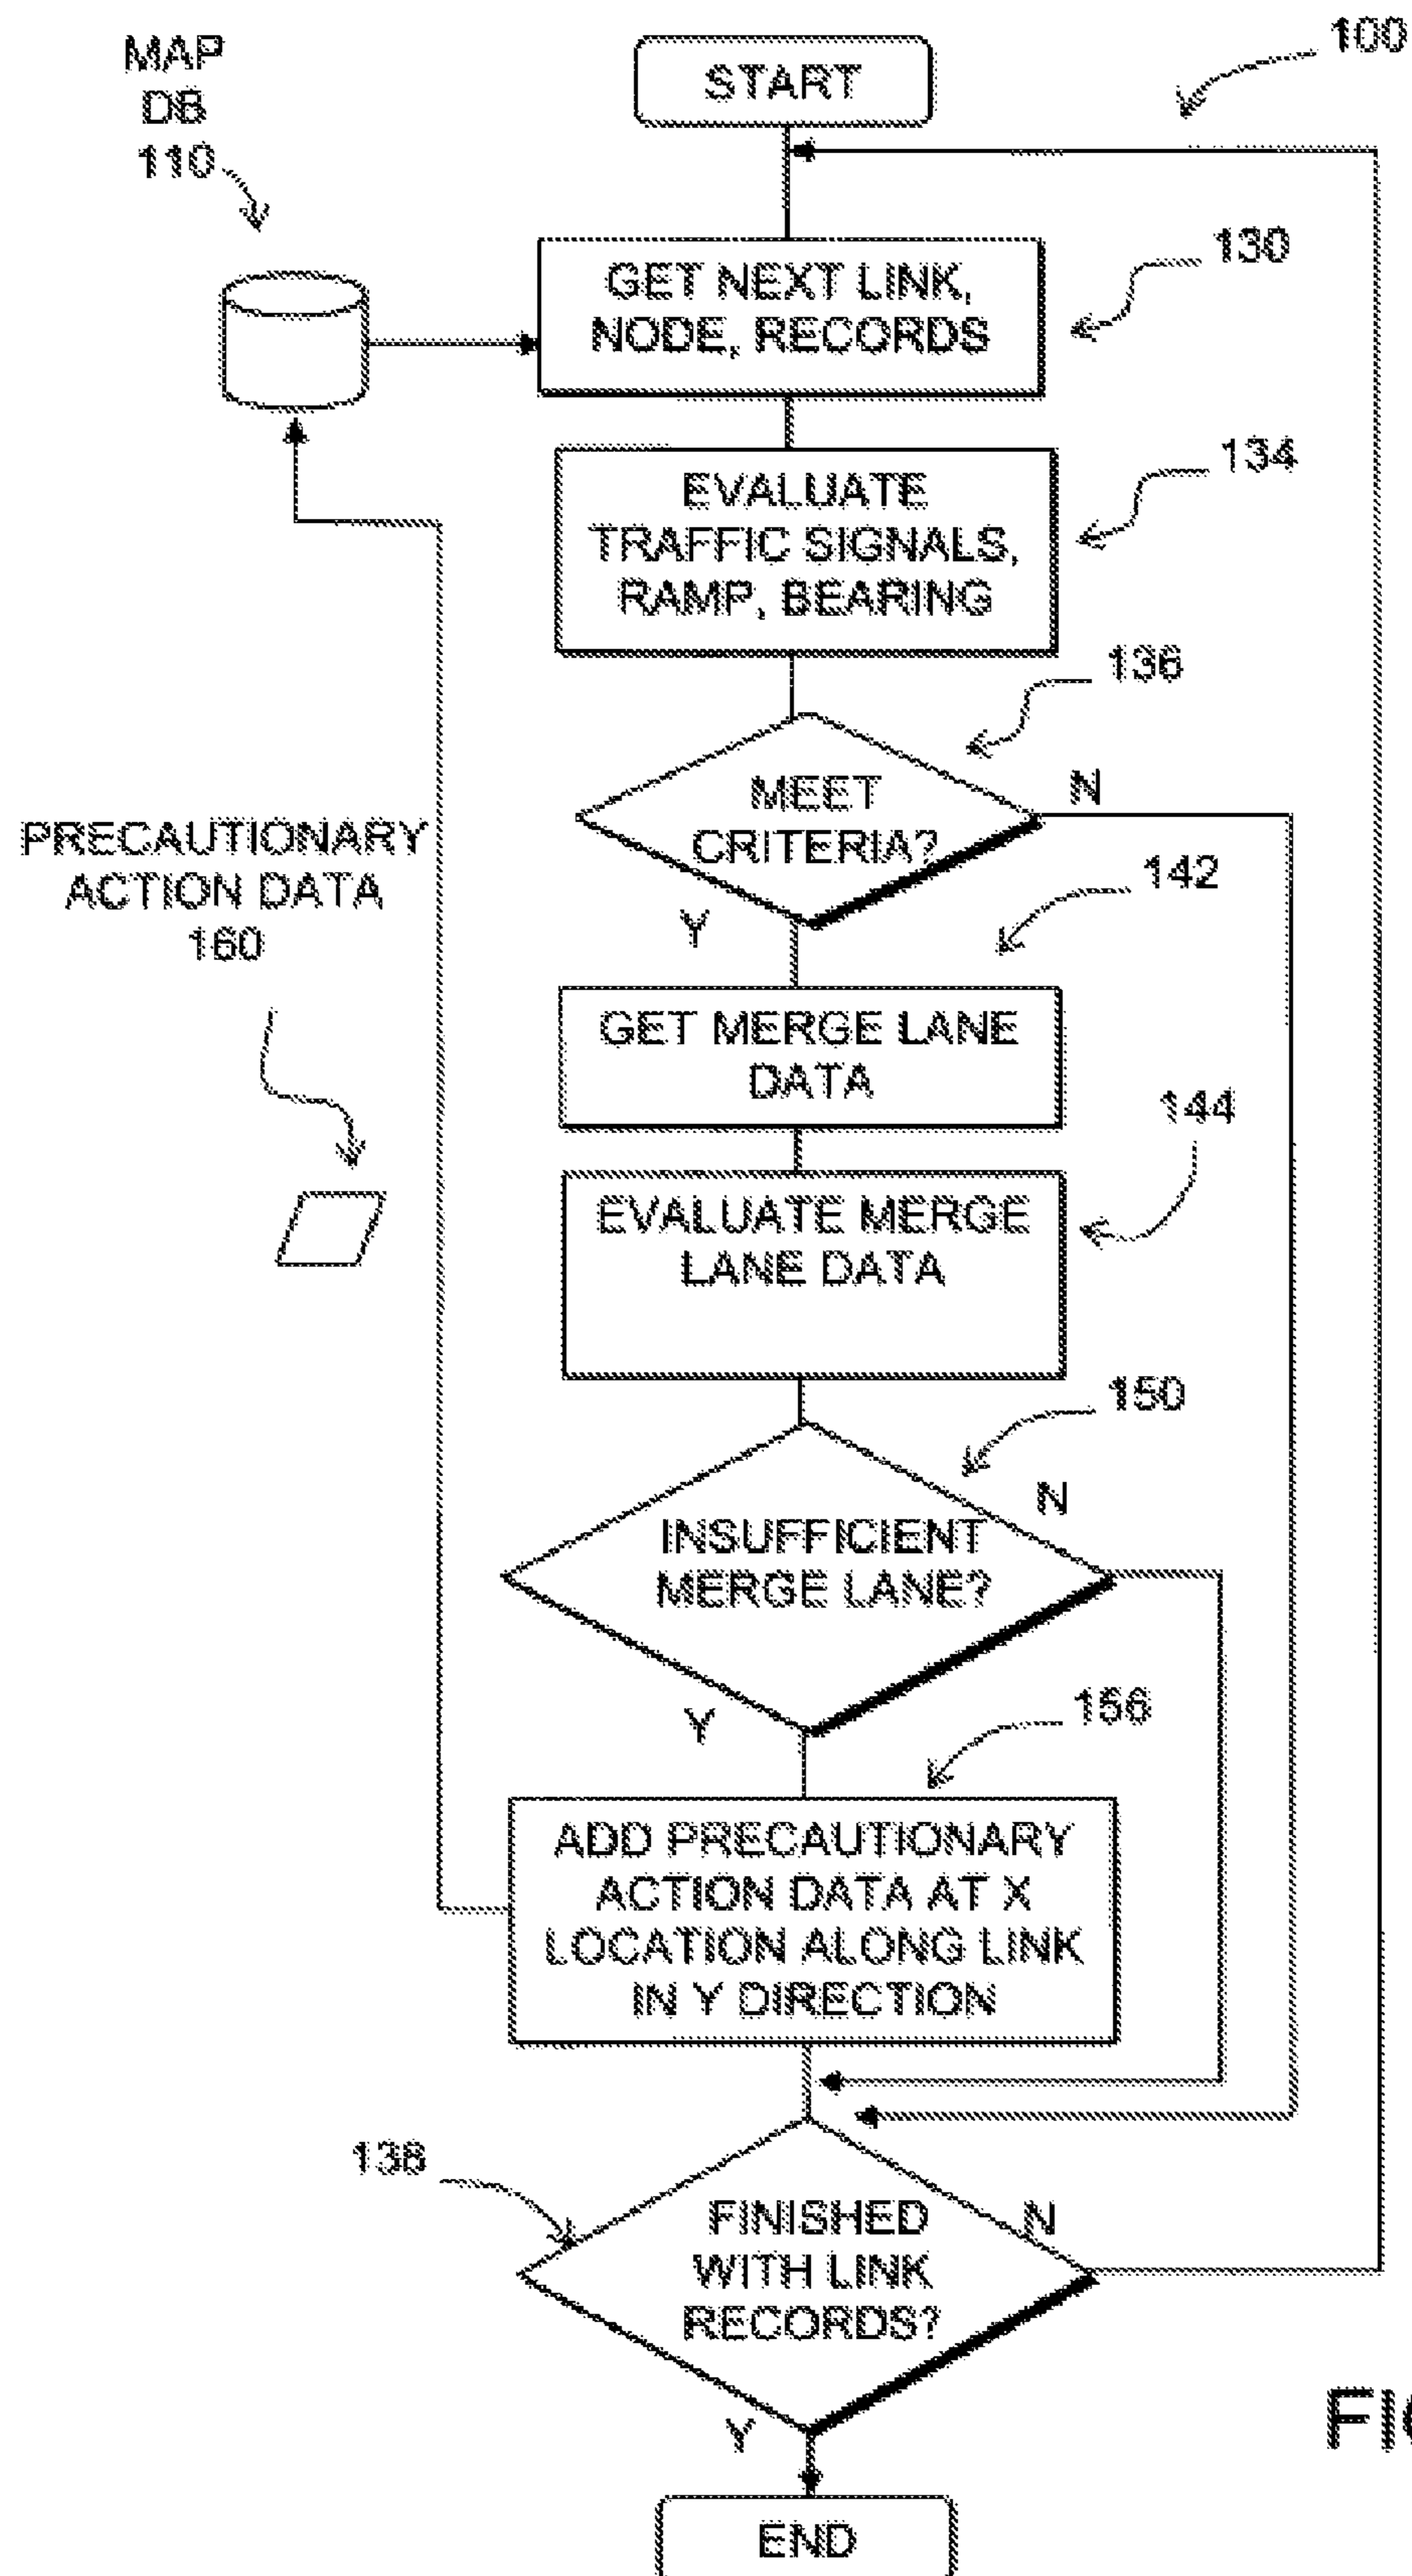 MAP
DB
110
START
100
GET NEXT LINK,
NODE, RECORDS
130
EVALUATE
TRAFFIC SIGNALS,
RAMP, BEARING
134
136
MEET
CRITERIA?
N
Y
PRECAUTIONARY
ACTION DATA
160
142
GET MERGE LANE
DATA
144
EVALUATE MERGE
LANE DATA
150
INSUFFICIENT
MERGE LANE?
N
Y
156
ADD PRECAUTIONARY
ACTION DATA AT X
LOCATION ALONG LINK
IN Y DIRECTION
138
FINISHED
WITH LINK
RECORDS?
N
Y
END